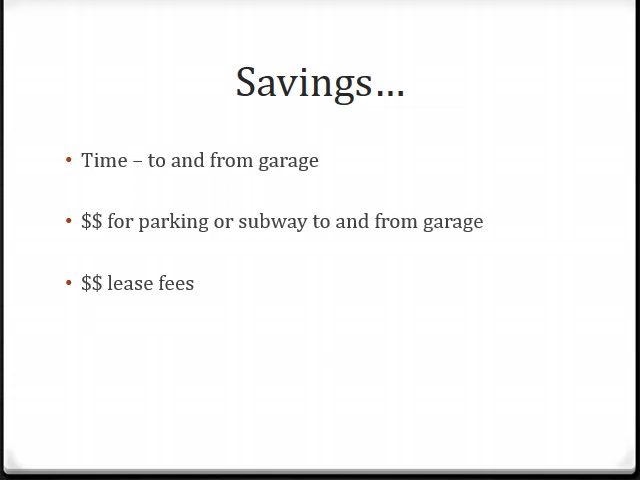 Savings…
• Time – to and from garage
• $$ for parking or subway to and from garage
• $$ lease fees